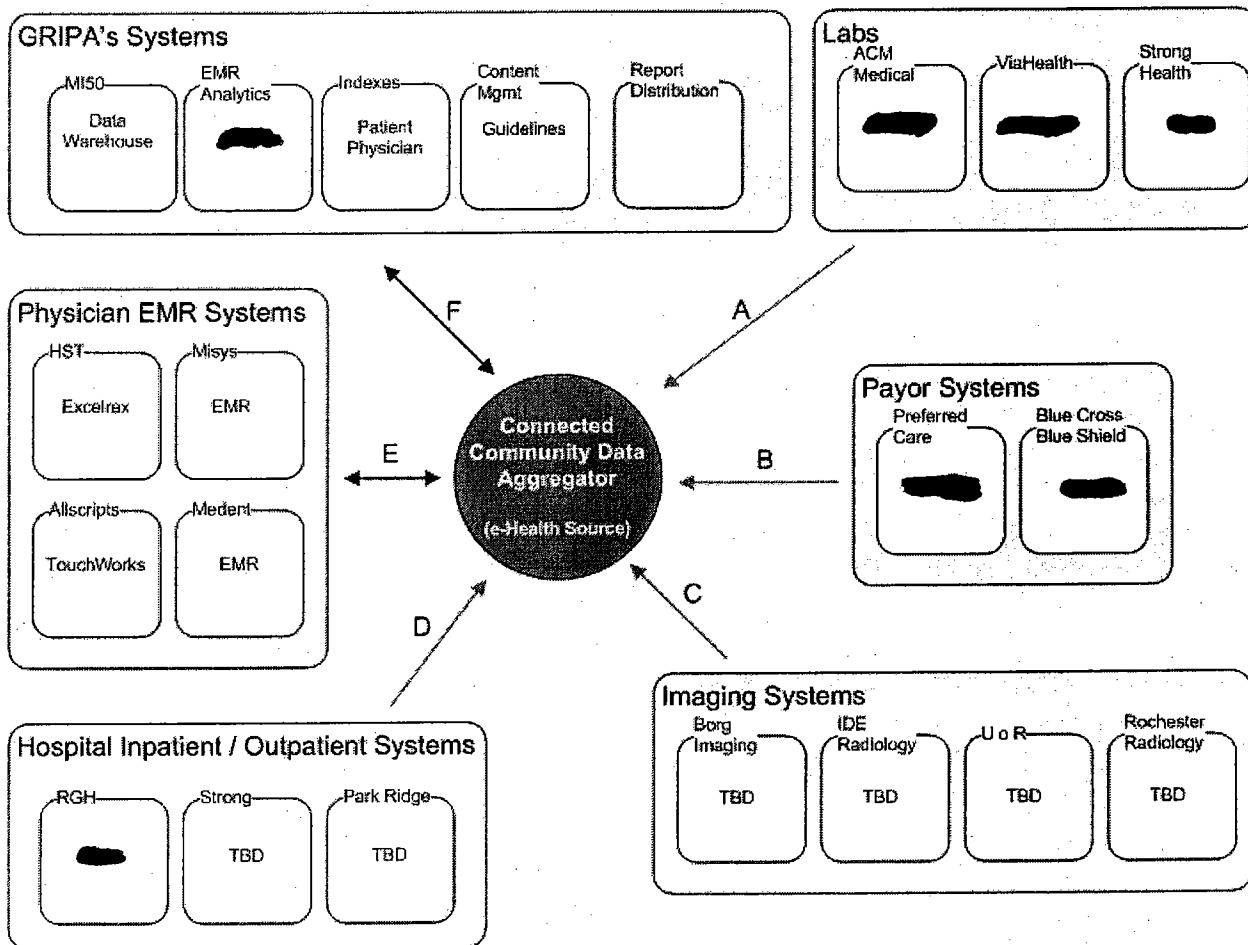 GRIPA's Systems
MI50
Data
Warehouse
EMR
Analytics
Indexes
Patient
Physician
Content
Mgmt
Guidelines
Report
Distribution
Labs
ACM
Medical
ViaHealth
Strong
Health
Physician EMR Systems
HST
Excelrex
Misys
EMR
Allscripts
TouchWorks
Medent
EMR
F
A
E
B
D
C
Connected
Community Data
Aggregator
(e-Health Source)
Payor Systems
Preferred
Care
Blue Cross
Blue Shield
Hospital Inpatient / Outpatient Systems
RGH
Strong
TBD
Park Ridge
TBD
Imaging Systems
Borg
Imaging
TBD
IDE
Radiology
TBD
U o R
TBD
Rochester
Radiology
TBD